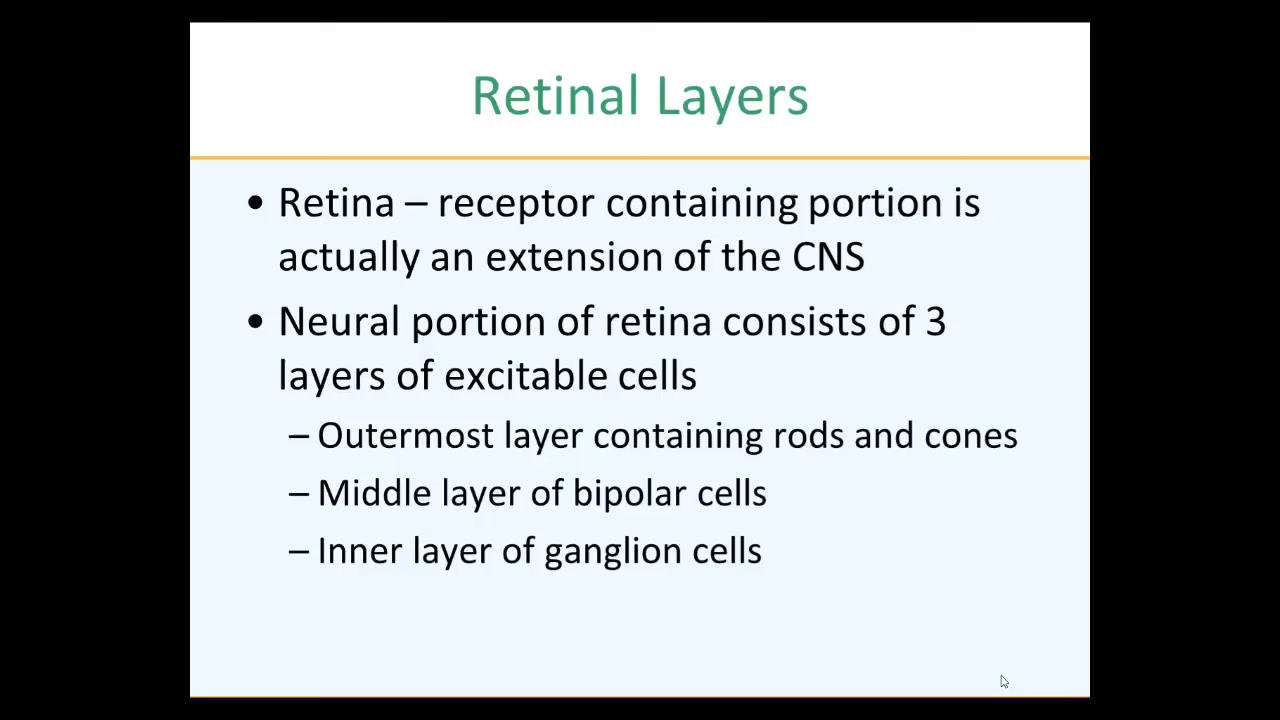 Retinal Layers
• Retina – receptor containing portion is
actually an extension of the CNS
• Neural portion of retina consists of 3
layers of excitable cells
– Outermost layer containing rods and cones
– Middle layer of bipolar cells
– Inner layer of ganglion cells